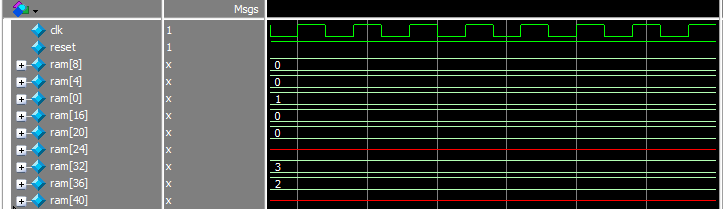 Msgs
clk 1
reset 1
ram[8] x 0
ram[4] x 0
ram[0] x 1
ram[16] x 0
ram[20] x 0
ram[24] x
ram[32] x 3
ram[36] x 2
ram[40] x